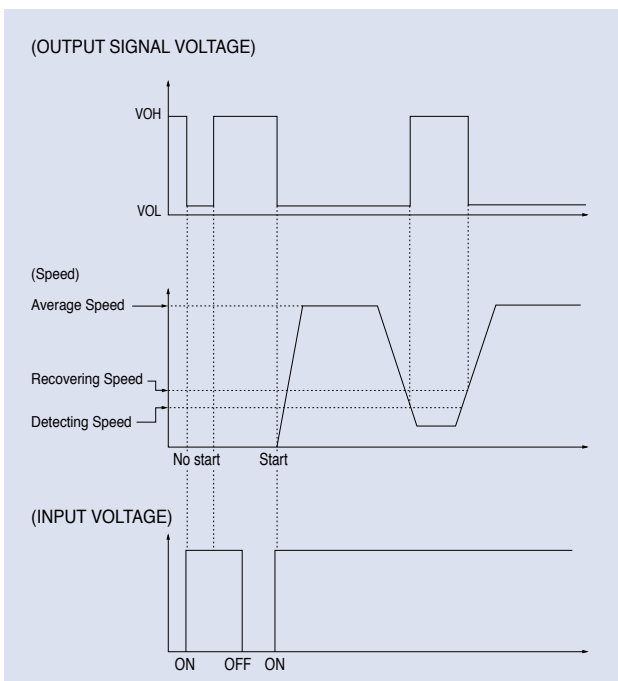 (OUTPUT SIGNAL VOLTAGE)
VOH
VOL
(Speed)
Average Speed
Recovering Speed
Detecting Speed
No start Start
(INPUT VOLTAGE)
ON OFF ON